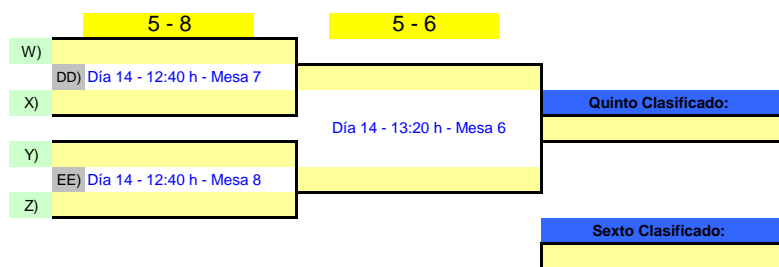 5 - 8
5 - 6
W)
DD) Día 14 - 12:40 h - Mesa 7
X)
Quinto Clasificado:
Día 14 - 13:20 h - Mesa 6
Y)
EE) Día 14 - 12:40 h - Mesa 8
Z)
Sexto Clasificado: